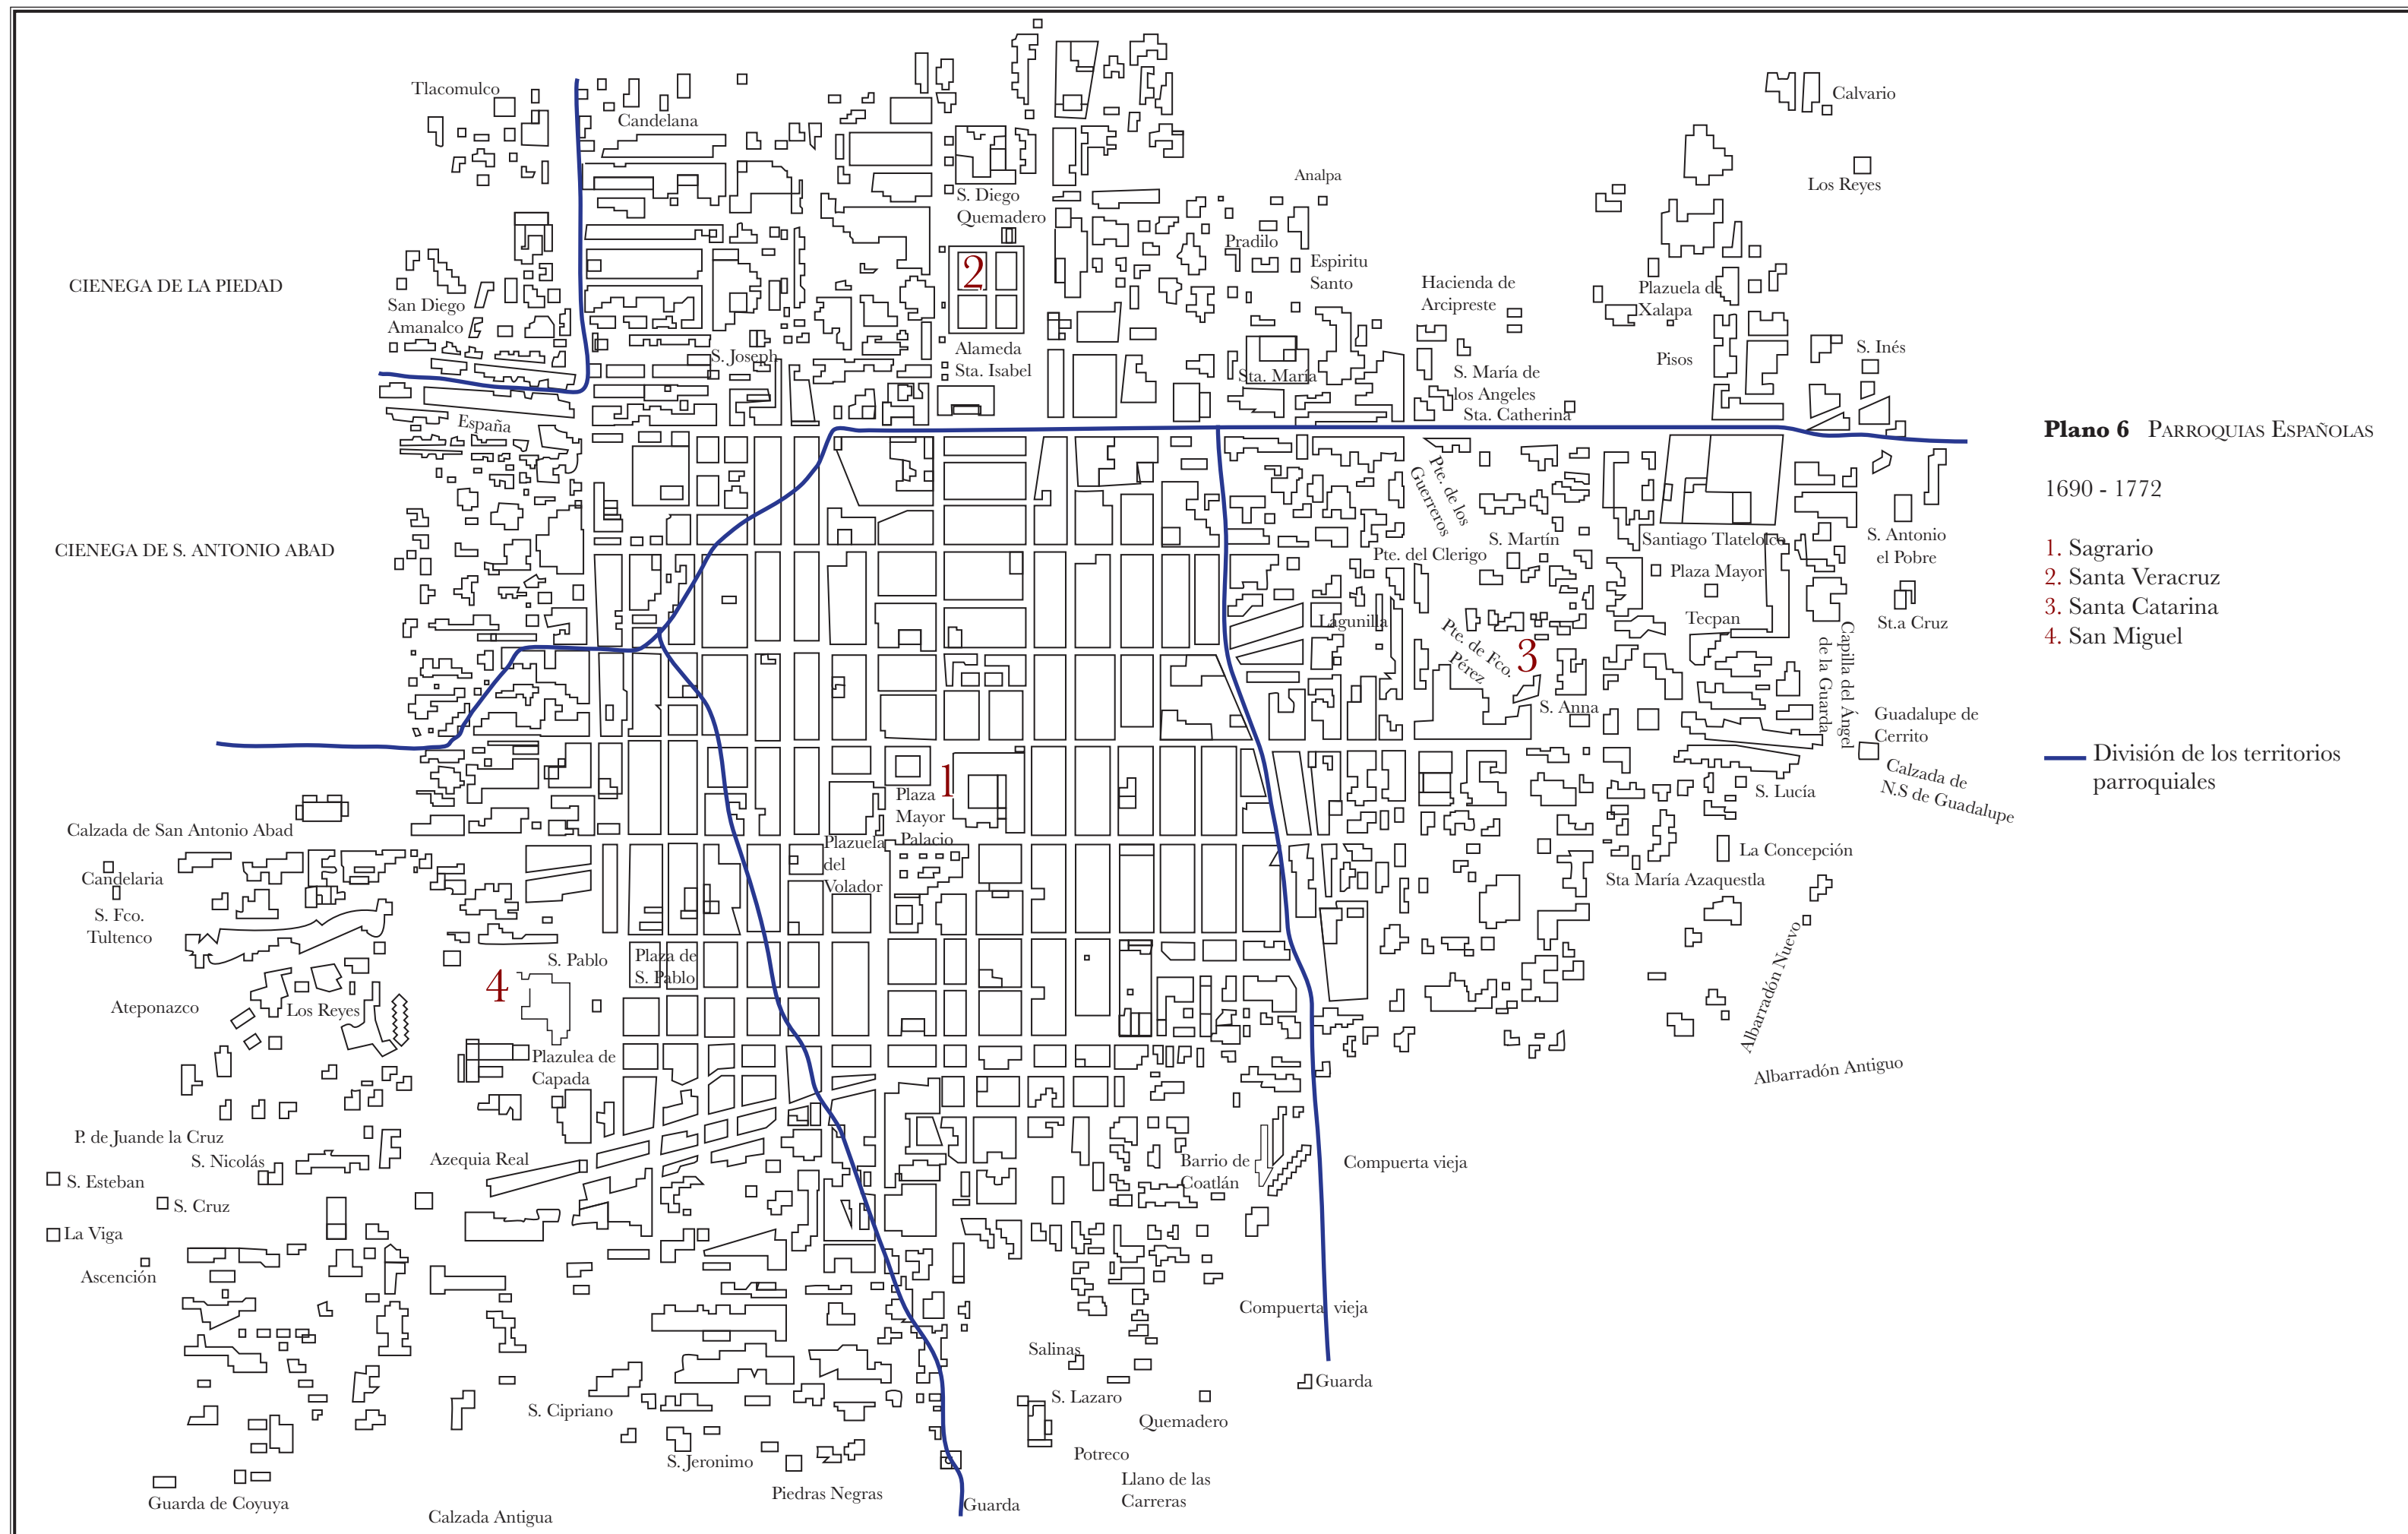 Tlacomulco
Candelana
Calvario
Los Reyes
S. Diego
Quemadero
Analpa
Pradilo
Espiritu
Santo
Hacienda de
Arcipreste
Plazuela de
Xalapa
CIENEGA DE LA PIEDAD
San Diego
Amanalco
2
S. Joseph
Alameda
Sta. Isabel
Sta. María
S. María de
los Angeles
Sta. Catherina
Pisos
S. Inés
España
CIENEGA DE S. ANTONIO ABAD
Pte. de los
Guerreros
Pte. del Clerigo
S. Martín
Santiago Tlatelolco
Plaza Mayor
S. Antonio
el Pobre
Lagunilla
Pte. de Fco.
Pérez
3
Tecpan
St.a Cruz
Capilla del Ángel
de la Guarda
S. Anna
Guadalupe de
Cerrito
Calzada de
N.S de Guadalupe
S. Lucía
1
Plaza
Mayor
Palacio
Plazuela
del
Volador
La Concepción
Sta María Azaquestla
Calzada de San Antonio Abad
Candelaria
S. Fco.
Tultenco
S. Pablo
Plaza de
S. Pablo
4
Ateponazco
Los Reyes
Plazulea de
Capada
Albarradón Nuevo
Albarradón Antiguo
P. de Juande la Cruz
S. Nicolás
Azequia Real
S. Esteban
S. Cruz
La Viga
Ascención
Barrio de
Coatlán
Compuerta vieja
Compuerta vieja
Salinas
S. Lazaro
Guarda
Quemadero
S. Cipriano
S. Jeronimo
Potreco
Llano de las
Carreras
Piedras Negras
Guarda
Guarda de Coyuya
Calzada Antigua
Plano 6 PARROQUIAS ESPAÑOLAS
1690 - 1772
1. Sagrario
2. Santa Veracruz
3. Santa Catarina
4. San Miguel
División de los territorios
parroquiales